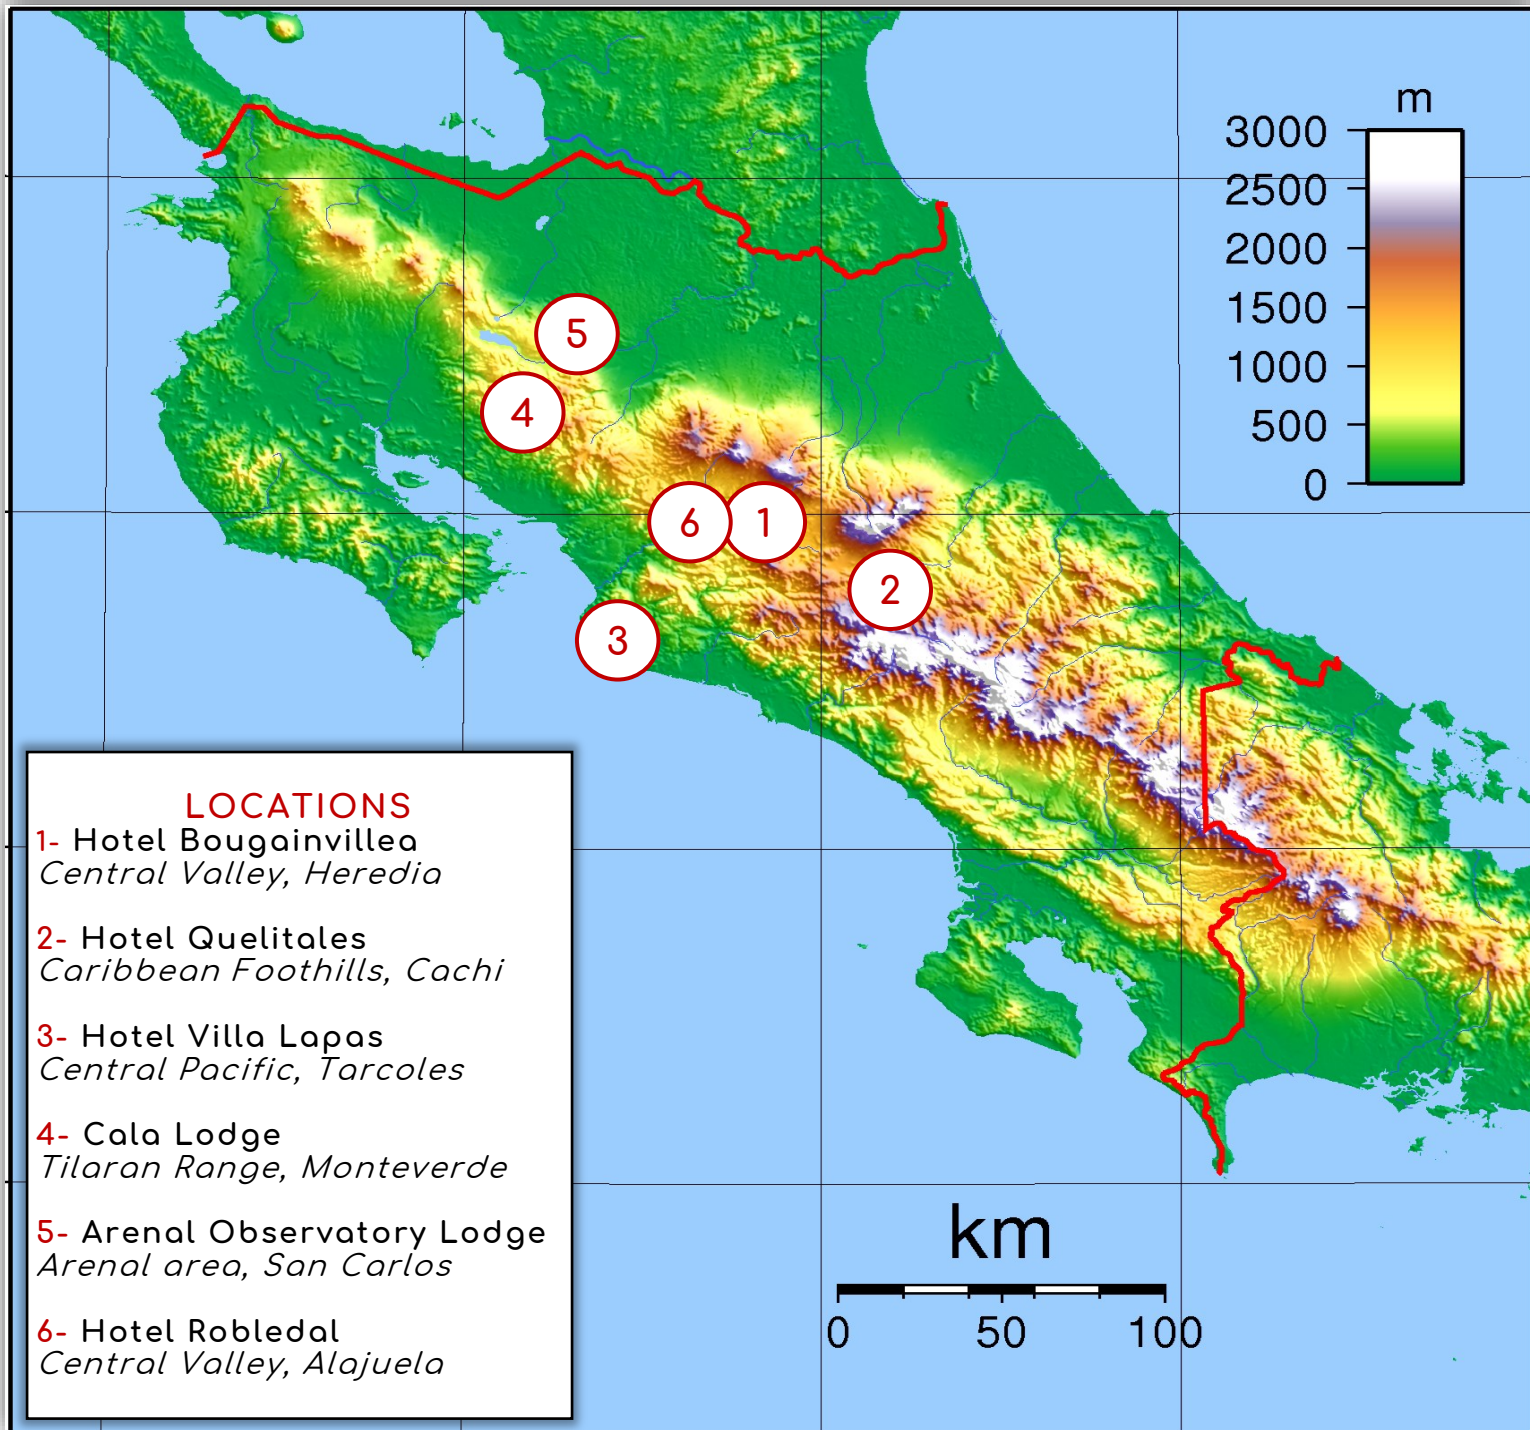 m
3000
2500
2000
1500
1000
500
0
5
4
6
1
2
3
LOCATIONS
1- Hotel Bougainvillea
Central Valley, Heredia
2- Hotel Quelitales
Caribbean Foothills, Cachi
3- Hotel Villa Lapas
Central Pacific, Tarcoles
4- Cala Lodge
Tilaran Range, Monteverde
5- Arenal Observatory Lodge
Arenal area, San Carlos
6- Hotel Robledal
Central Valley, Alajuela
km
0 50 100